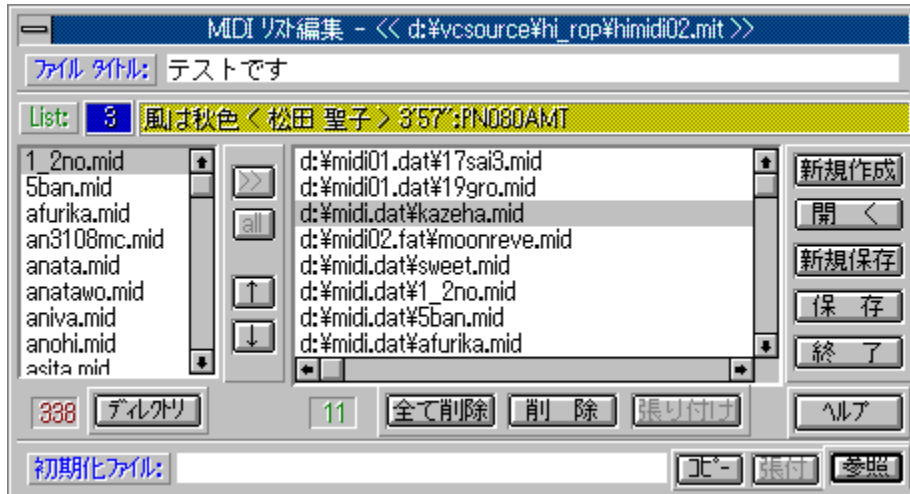 MIDI リスト編集 - << d:¥vcsource¥hi_rop¥himidi02.mit >>
ファイル タイトル: テストです
List: 3 風は秋色 < 松田 聖子 > 3'57":PN080AMT
1_2no.mid
5ban.mid
afurika.mid
an3108mc.mid
anata.mid
anatawo.mid
aniva.mid
anohi.mid
asita.mid
>>
all
↑
↓
d:¥midi01.dat¥17sai3.mid
d:¥midi01.dat¥19gro.mid
d:¥midi.dat¥kazeha.mid
d:¥midi02.fat¥moonreve.mid
d:¥midi.dat¥sweet.mid
d:¥midi.dat¥1_2no.mid
d:¥midi.dat¥5ban.mid
d:¥midi.dat¥afurika.mid
新規作成
開 く
新規保存
保 存
終 了
338 ディレクトリ 11 全て削除 削 除 張り付け ヘルプ
初期化ファイル: コピー 張付 参照